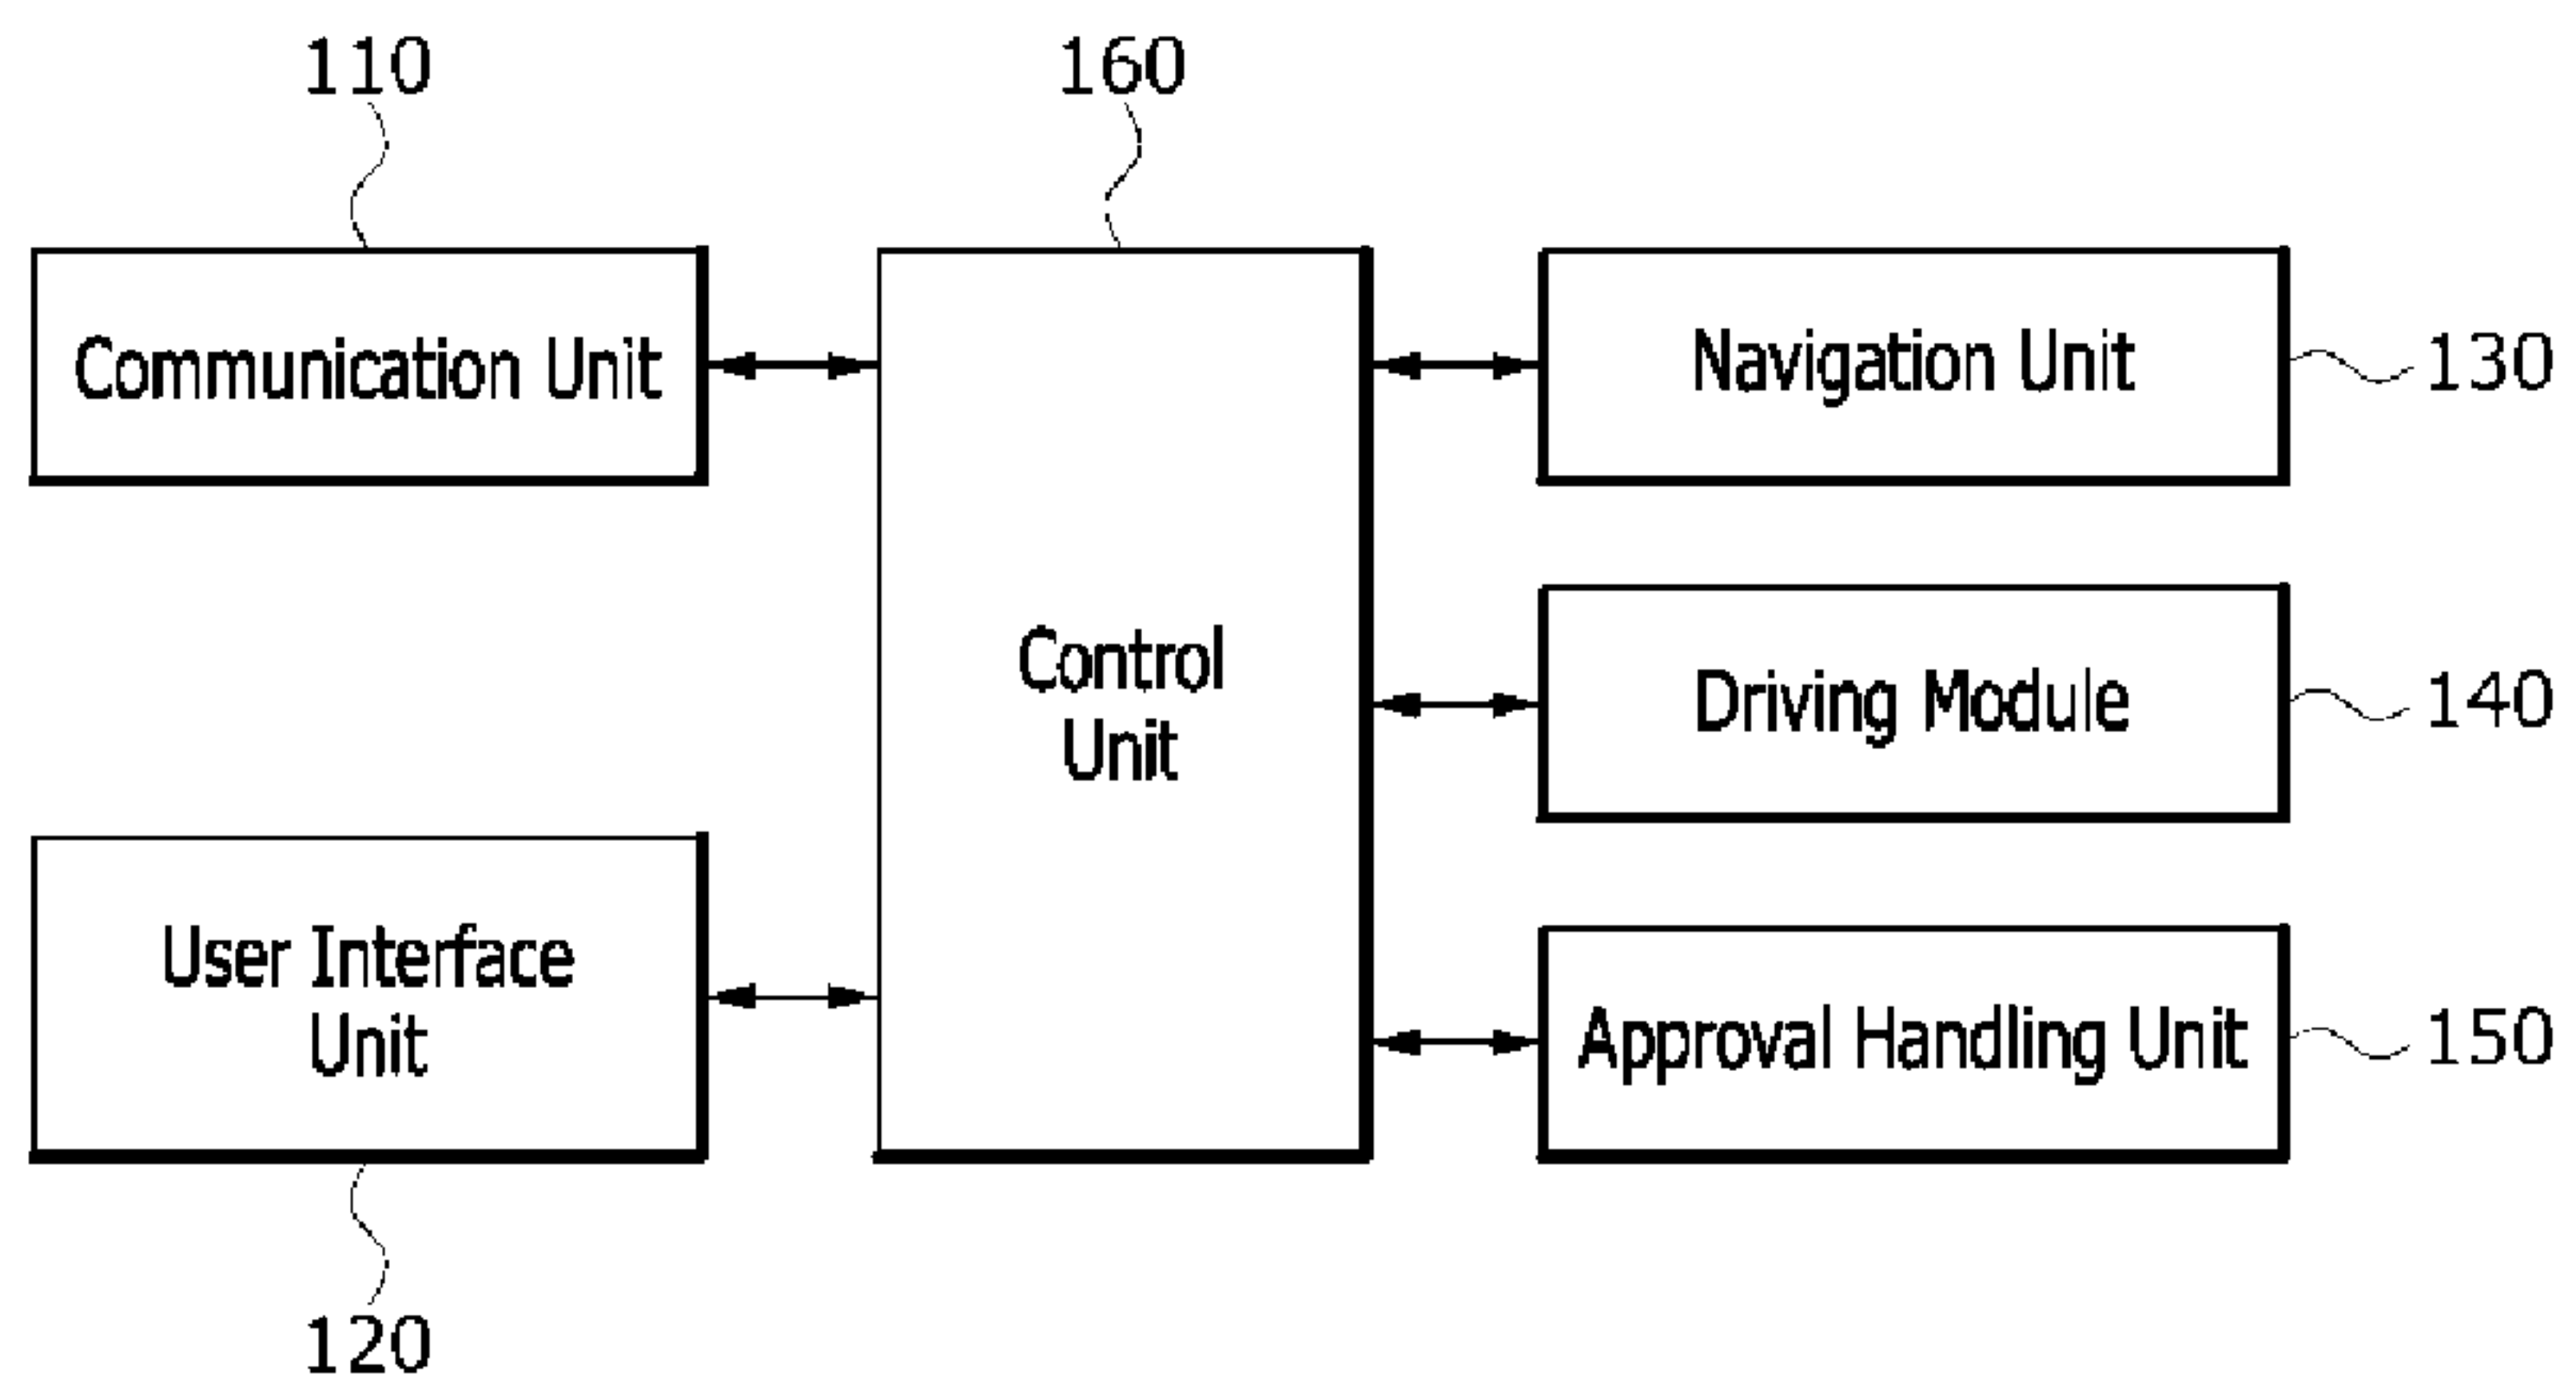 110
160
Communication Unit
Navigation Unit
130
Control
Unit
Driving Module
140
User Interface
Unit
Approval Handling Unit
150
120